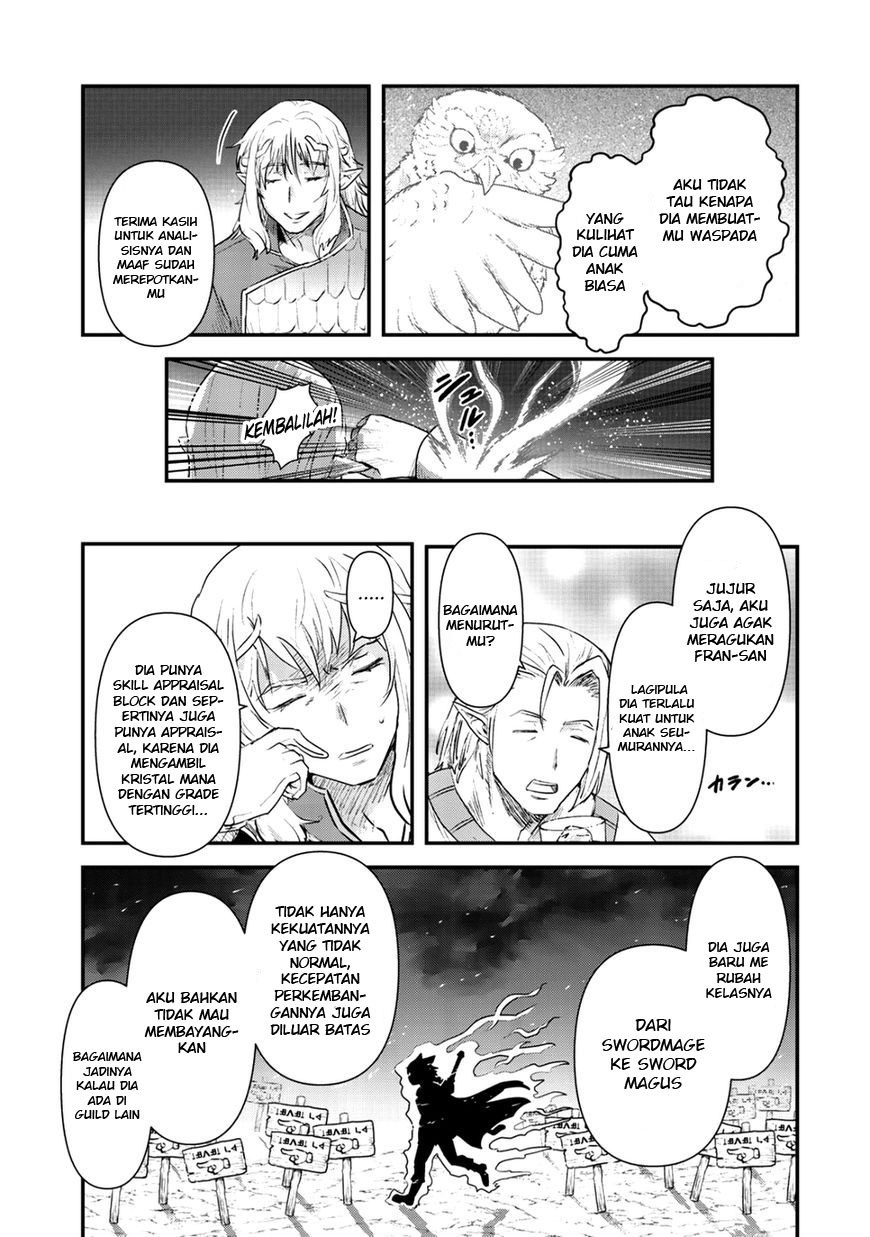 AKU TIDAK
TAU KENAPA
DIA MEMBUAT-
MU WASPADA
YANG
KULIHAT
DIA CUMA
ANAK
BIASA
TERIMA KASIH
UNTUK ANALI-
SISNYA DAN
MAAF SUDAH
MEREPOTKAN-
MU
シュル…
KEMBALILAH!
JUJUR
SAJA, AKU
JUGA AGAK
MERAGUKAN
FRAN-SAN
LAGIPULA
DIA TERLALU
KUAT UNTUK
ANAK SEU-
MURANNYA...
BAGAIMANA
MENURUT-
MU?
カラン…
......
DIA PUNYA
SKILL APPRAISAL
BLOCK DAN SEP-
ERTINYA JUGA
PUNYA APPRAIS-
AL, KARENA DIA
MENGAMBIL
KRISTAL MANA
DENGAN GRADE
TERTINGGI...
DIA JUGA
BARU ME
RUBAH
KELASNYA
DARI
SWORDMAGE
KE SWORD
MAGUS
TIDAK HANYA
KEKUATANNYA
YANG TIDAK
NORMAL,
KECEPATAN
PERKEMBAN-
GANNYA JUGA
DILUAR BATAS
AKU BAHKAN
TIDAK MAU
MEMBAYANG-
KAN
BAGAIMANA
JADINYA
KALAU DIA
ADA DI
GUILD LAIN